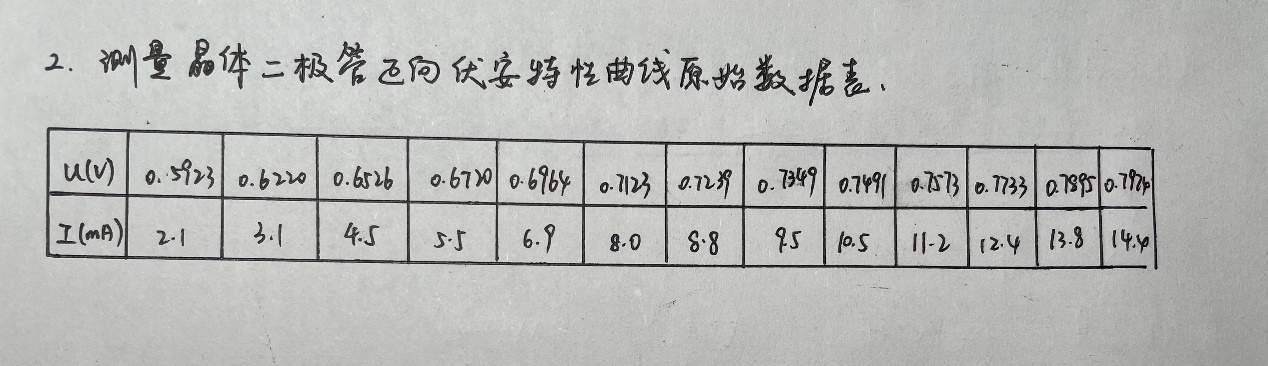 2. 测量晶体二极管正向伏安特性曲线原始数据表.
U(V) 0.5923 0.6220 0.6526 0.6720 0.6964 0.7123 0.7239 0.7349 0.7491 0.7573 0.7733 0.7895
I(mA) 2.1 3.1 4.5 5.5 6.9 8.0 8.8 9.5 10.5 11.2 12.4 13.8 14.4